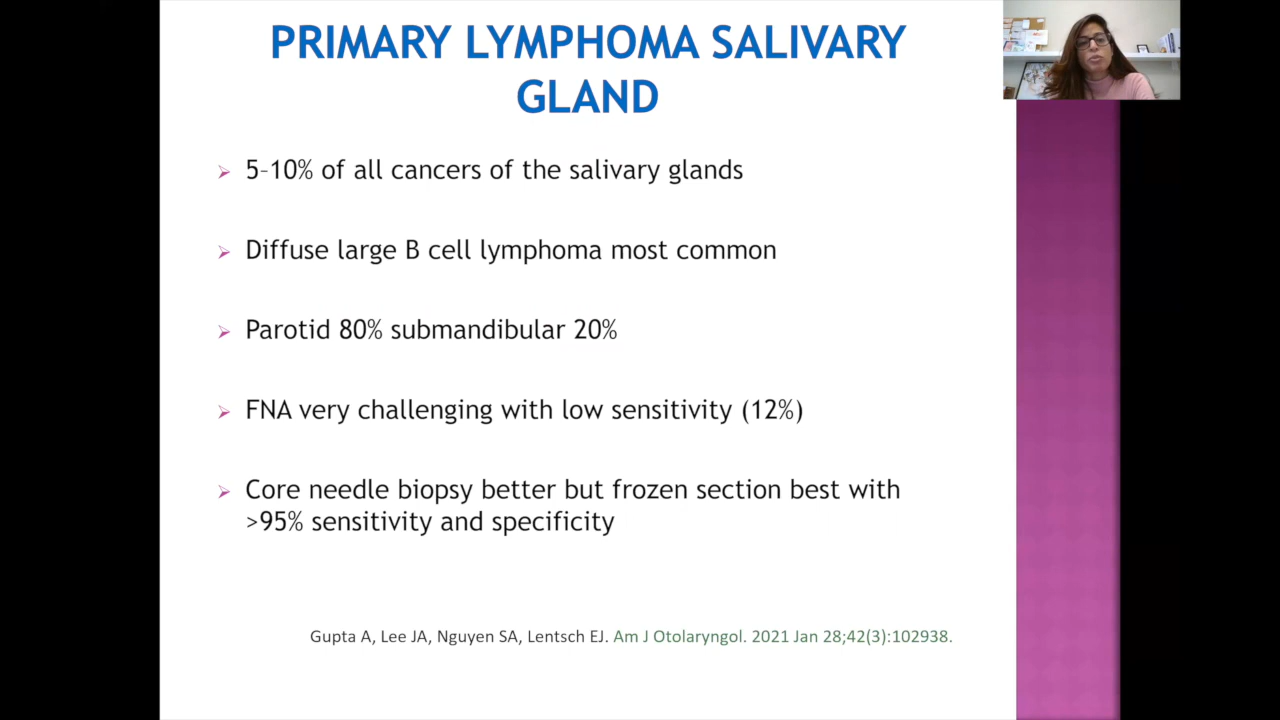 PRIMARY LYMPHOMA SALIVARY
GLAND
5–10% of all cancers of the salivary glands
Diffuse large B cell lymphoma most common
Parotid 80% submandibular 20%
FNA very challenging with low sensitivity (12%)
Core needle biopsy better but frozen section best with
>95% sensitivity and specificity
Gupta A, Lee JA, Nguyen SA, Lentsch EJ. Am J Otolaryngol. 2021 Jan 28;42(3):102938.